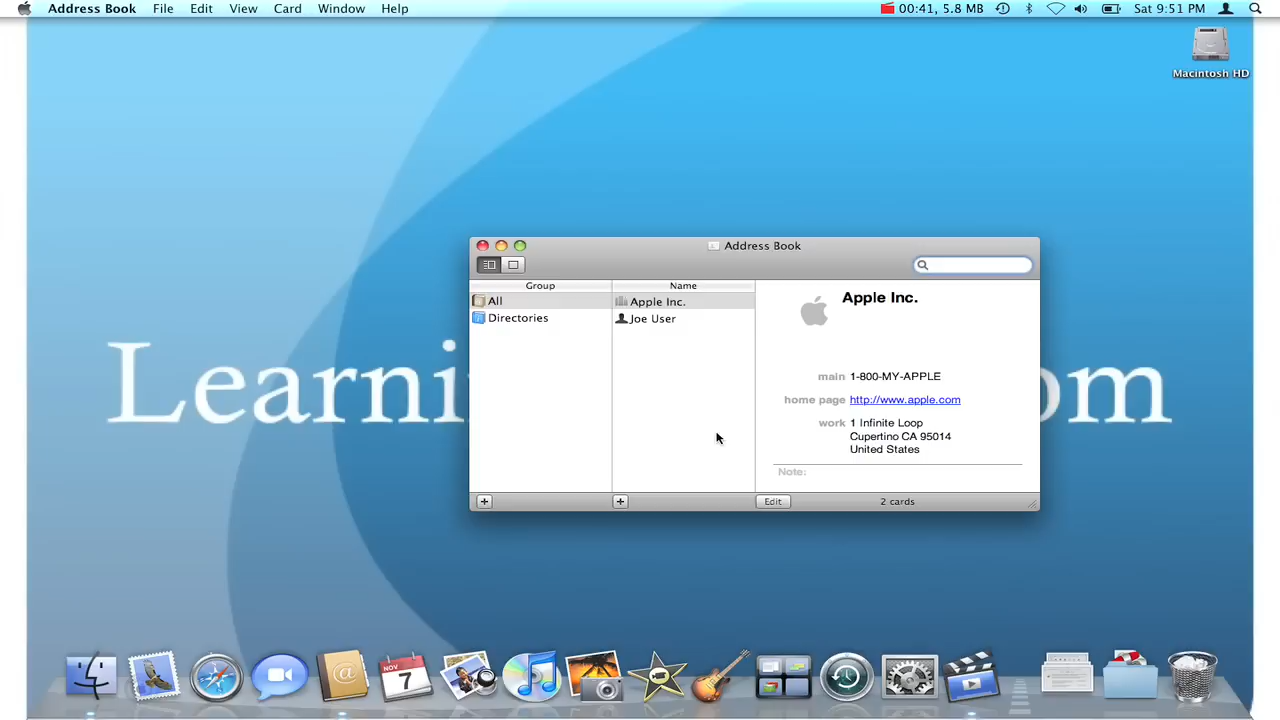 Address Book File Edit View Card Window Help 00:41, 5.8 MB Sat 9:51 PM
Macintosh HD
Address Book
Group Name
All
Directories
Apple Inc.
Joe User
Apple Inc.
main 1-800-MY-APPLE
home page http://www.apple.com
work 1 Infinite Loop
Cupertino CA 95014
United States
Note:
Edit 2 cards
Learni om
NOV
7